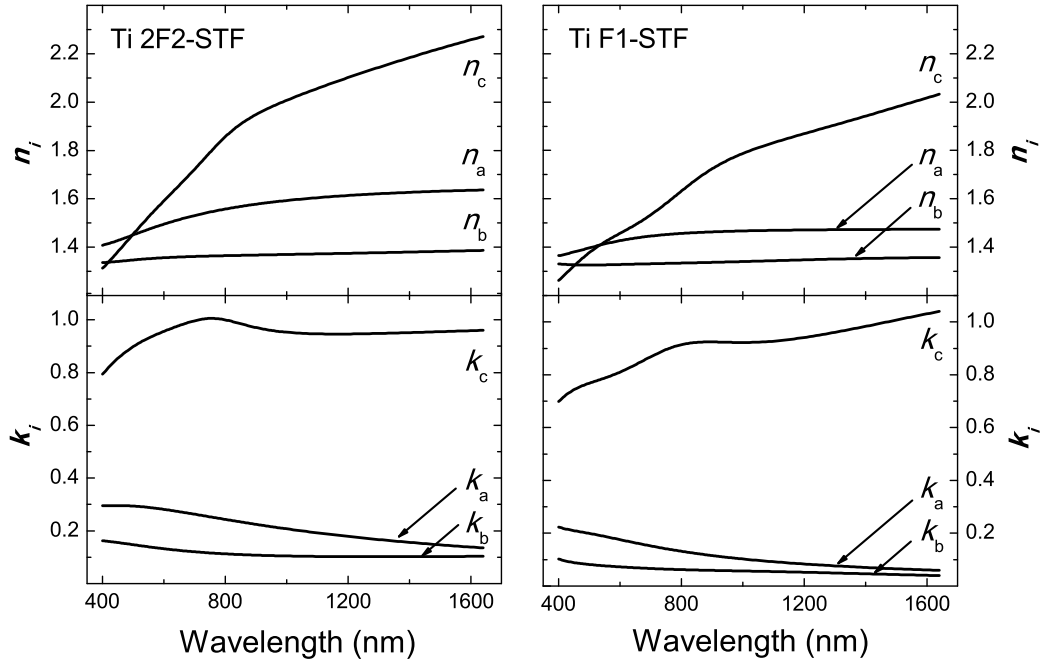 Ti 2F2-STF
Ti F1-STF
2.2
2.0
1.8
1.6
1.4
n_i
n_c
n_a
n_b
n_c
n_a
n_b
2.2
2.0
1.8
1.6
1.4
n_i
1.0
0.8
0.6
0.4
0.2
k_i
k_c
k_a
k_b
k_c
k_a
k_b
1.0
0.8
0.6
0.4
0.2
k_i
400 800 1200 1600
400 800 1200 1600
Wavelength (nm)
Wavelength (nm)